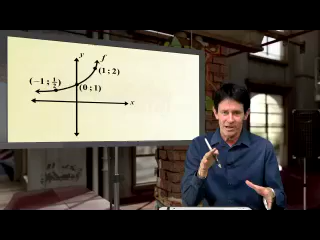 y
f
(1 ; 2)
(−1 ; 1/2)
(0 ; 1)
x